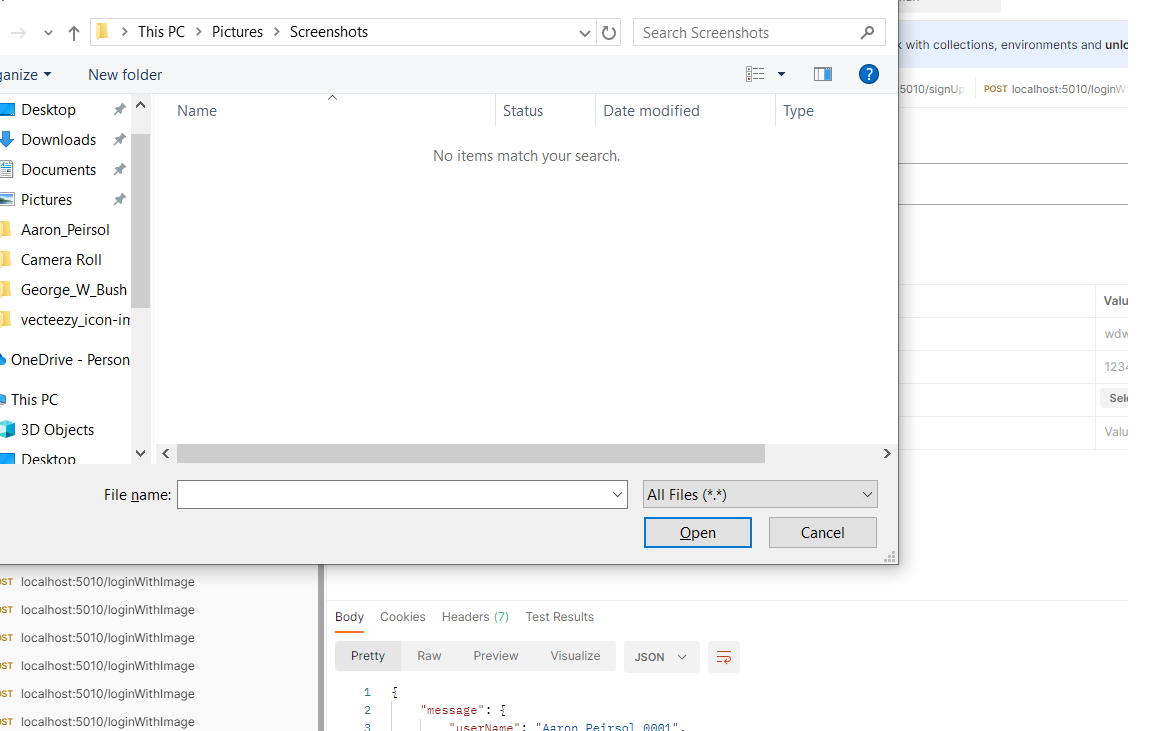 This PC > Pictures > Screenshots
Search Screenshots
k with collections, environments and unlo
ganize
New folder
?
5010/signUp
POST localhost:5010/loginW
Desktop
Downloads
Documents
Pictures
Aaron_Peirsol
Camera Roll
George_W_Bush
vecteezy_icon-im
OneDrive - Person
This PC
3D Objects
Desktop
Name
Status
Date modified
Type
No items match your search.
Valu
wdw
1234
Sele
Valu
File name:
All Files (*.*)
Open
Cancel
OST localhost:5010/loginWithImage
OST localhost:5010/loginWithImage
OST localhost:5010/loginWithImage
OST localhost:5010/loginWithImage
OST localhost:5010/loginWithImage
OST localhost:5010/loginWithImage
Body Cookies Headers (7) Test Results
Pretty Raw Preview Visualize JSON
1 {
2 "message": {
3 "userName": "Aaron_Peirsol_0001",